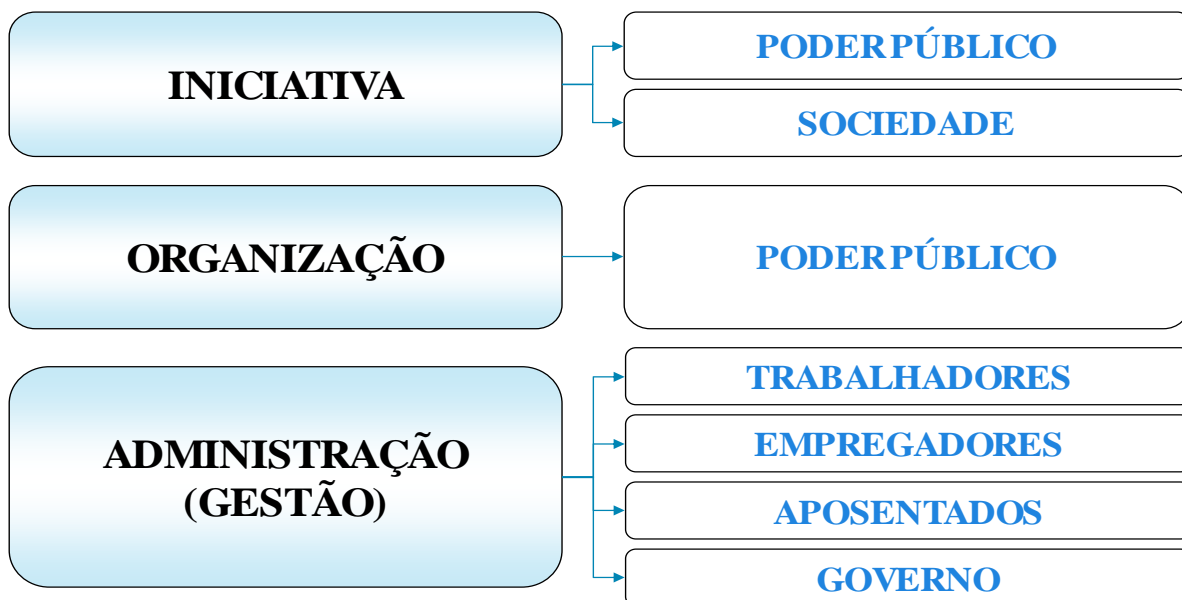 INICIATIVA
PODER PÚBLICO
SOCIEDADE
ORGANIZAÇÃO
PODER PÚBLICO
ADMINISTRAÇÃO
(GESTÃO)
TRABALHADORES
EMPREGADORES
APOSENTADOS
GOVERNO